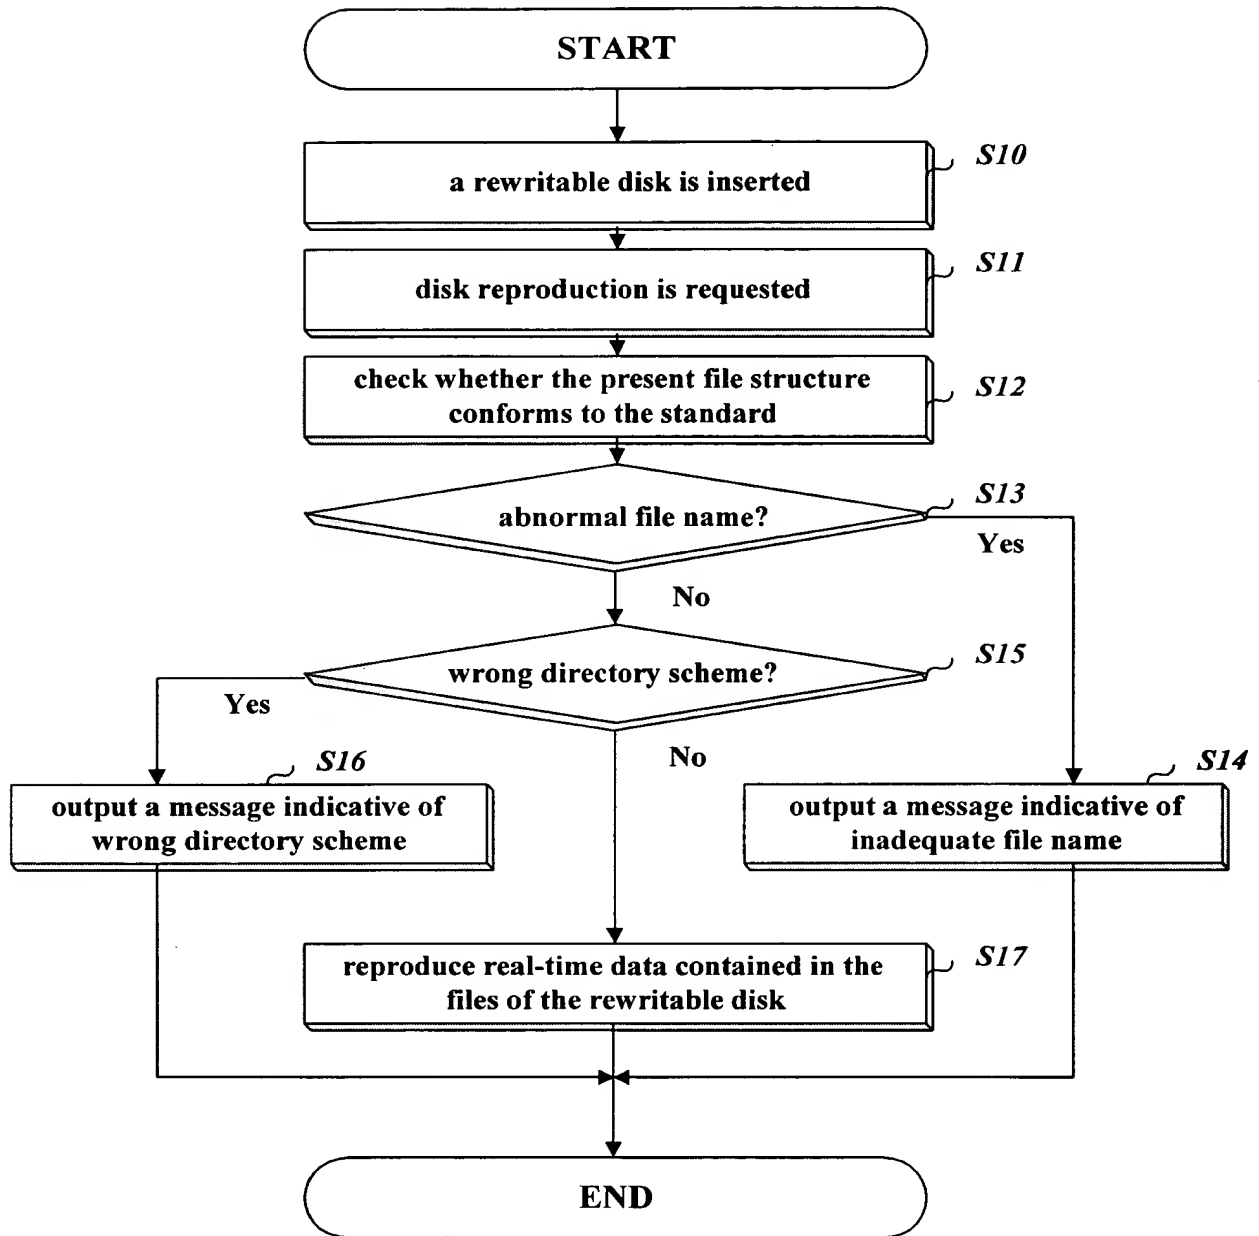 START
a rewritable disk is inserted
S10
disk reproduction is requested
S11
check whether the present file structure
conforms to the standard
S12
abnormal file name?
S13
Yes
No
wrong directory scheme?
S15
Yes
No
S16
output a message indicative of
wrong directory scheme
S14
output a message indicative of
inadequate file name
reproduce real-time data contained in the
files of the rewritable disk
S17
END